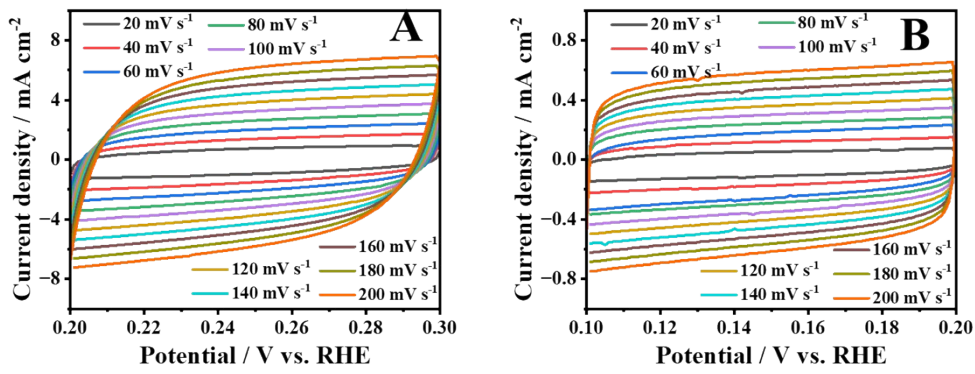 A
20 mV s-1
80 mV s-1
40 mV s-1
100 mV s-1
60 mV s-1
8
4
0
−4
−8
Current density / mA cm-2
160 mV s-1
120 mV s-1
180 mV s-1
140 mV s-1
200 mV s-1
0.20
0.22
0.24
0.26
0.28
0.30
Potential / V vs. RHE
B
20 mV s-1
80 mV s-1
40 mV s-1
100 mV s-1
60 mV s-1
0.8
0.4
0.0
−0.4
−0.8
Current density / mA cm-2
160 mV s-1
120 mV s-1
180 mV s-1
140 mV s-1
200 mV s-1
0.10
0.12
0.14
0.16
0.18
0.20
Potential / V vs. RHE